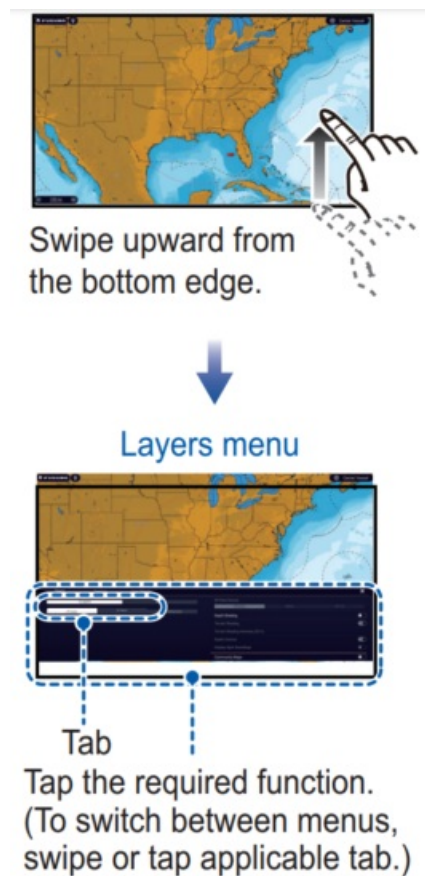 Swipe upward from
the bottom edge.
Layers menu
Tab
Tap the required function.
(To switch between menus,
swipe or tap applicable tab.)